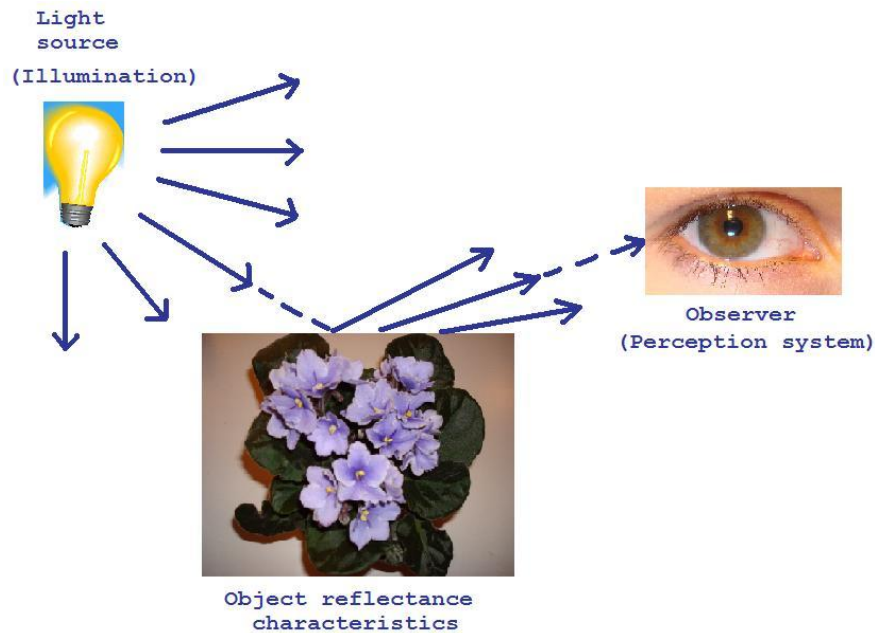 Light
source
(Illumination)
Observer
(Perception system)
Object reflectance
characteristics